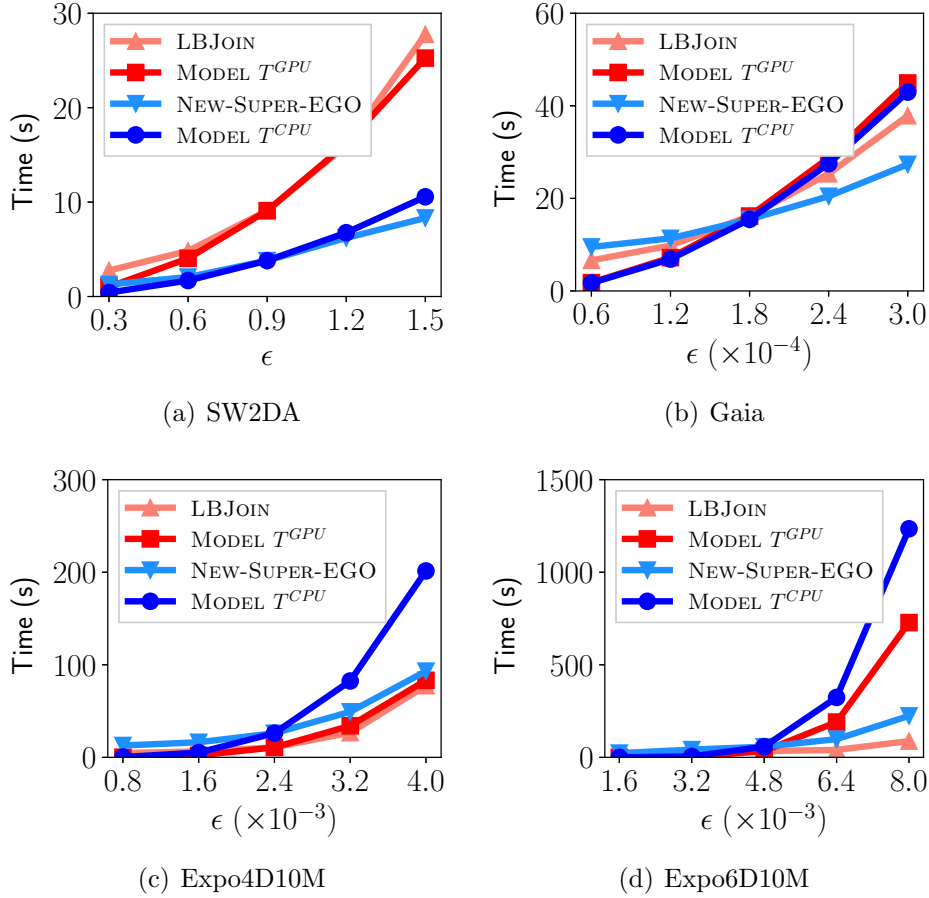 30
20
10
0
Time (s)
LBJoin
Model T^{GPU}
New-Super-EGO
Model T^{CPU}
0.3 0.6 0.9 1.2 1.5
ϵ
(a) SW2DA
60
40
20
0
Time (s)
LBJoin
Model T^{GPU}
New-Super-EGO
Model T^{CPU}
0.6 1.2 1.8 2.4 3.0
ϵ (×10⁻⁴)
(b) Gaia
300
200
100
0
Time (s)
LBJoin
Model T^{GPU}
New-Super-EGO
Model T^{CPU}
0.8 1.6 2.4 3.2 4.0
ϵ (×10⁻³)
(c) Expo4D10M
1500
1000
500
0
Time (s)
LBJoin
Model T^{GPU}
New-Super-EGO
Model T^{CPU}
1.6 3.2 4.8 6.4 8.0
ϵ (×10⁻³)
(d) Expo6D10M